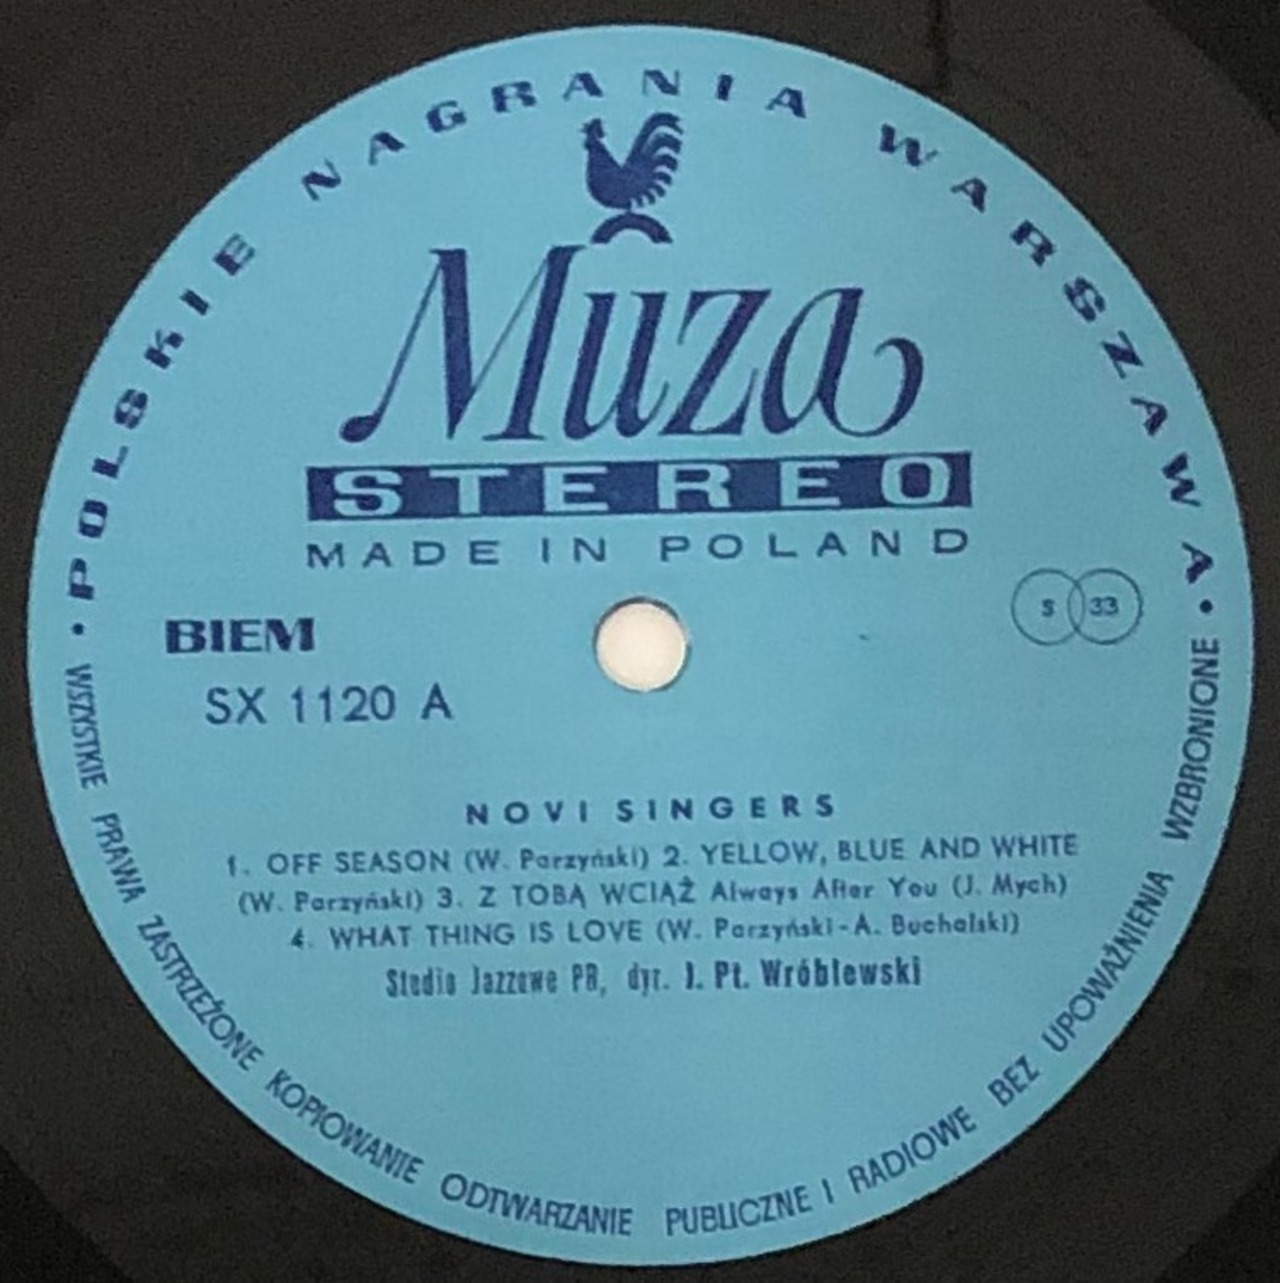 • POLSKIE NAGRANIA WARSZAWA •
Muza
STEREO
MADE IN POLAND
S 33
BIEM
SX 1120 A
NOVI SINGERS
1. OFF SEASON (W. Parzyński) 2. YELLOW, BLUE AND WHITE
(W. Parzyński) 3. Z TOBĄ WCIĄŻ Always After You (J. Mych)
4. WHAT THING IS LOVE (W. Parzyński - A. Buchalski)
Studio Jazzowe PR, dyr. J. Pt. Wróblewski
WSZYSTKIE PRAWA ZASTRZEŻONE KOPIOWANIE ODTWARZANIE PUBLICZNE I RADIOWE BEZ UPOWAŻNIENIA WZBRONIONE